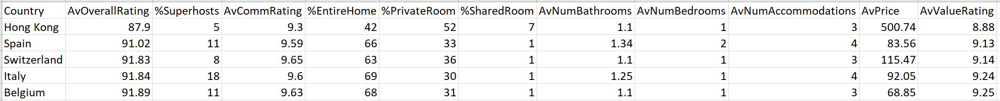 Country AvOverallRating %Superhosts AvCommRating %EntireHome %PrivateRoom %SharedRoom AvNumBathrooms AvNumBedrooms AvNumAccommodations AvPrice AvValueRating
Hong Kong 87.9 5 9.3 42 52 7 1.1 1 3 500.74 8.88
Spain 91.02 11 9.59 66 33 1 1.34 2 4 83.56 9.13
Switzerland 91.83 8 9.65 63 36 1 1.1 1 3 115.47 9.14
Italy 91.84 18 9.6 69 30 1 1.25 1 4 92.05 9.24
Belgium 91.89 11 9.63 68 31 1 1.1 1 3 68.85 9.25